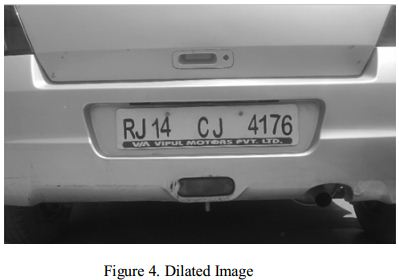 RJ 14 CJ 4176
VIPUL MOTORS PVT. LTD.
Figure 4. Dilated Image